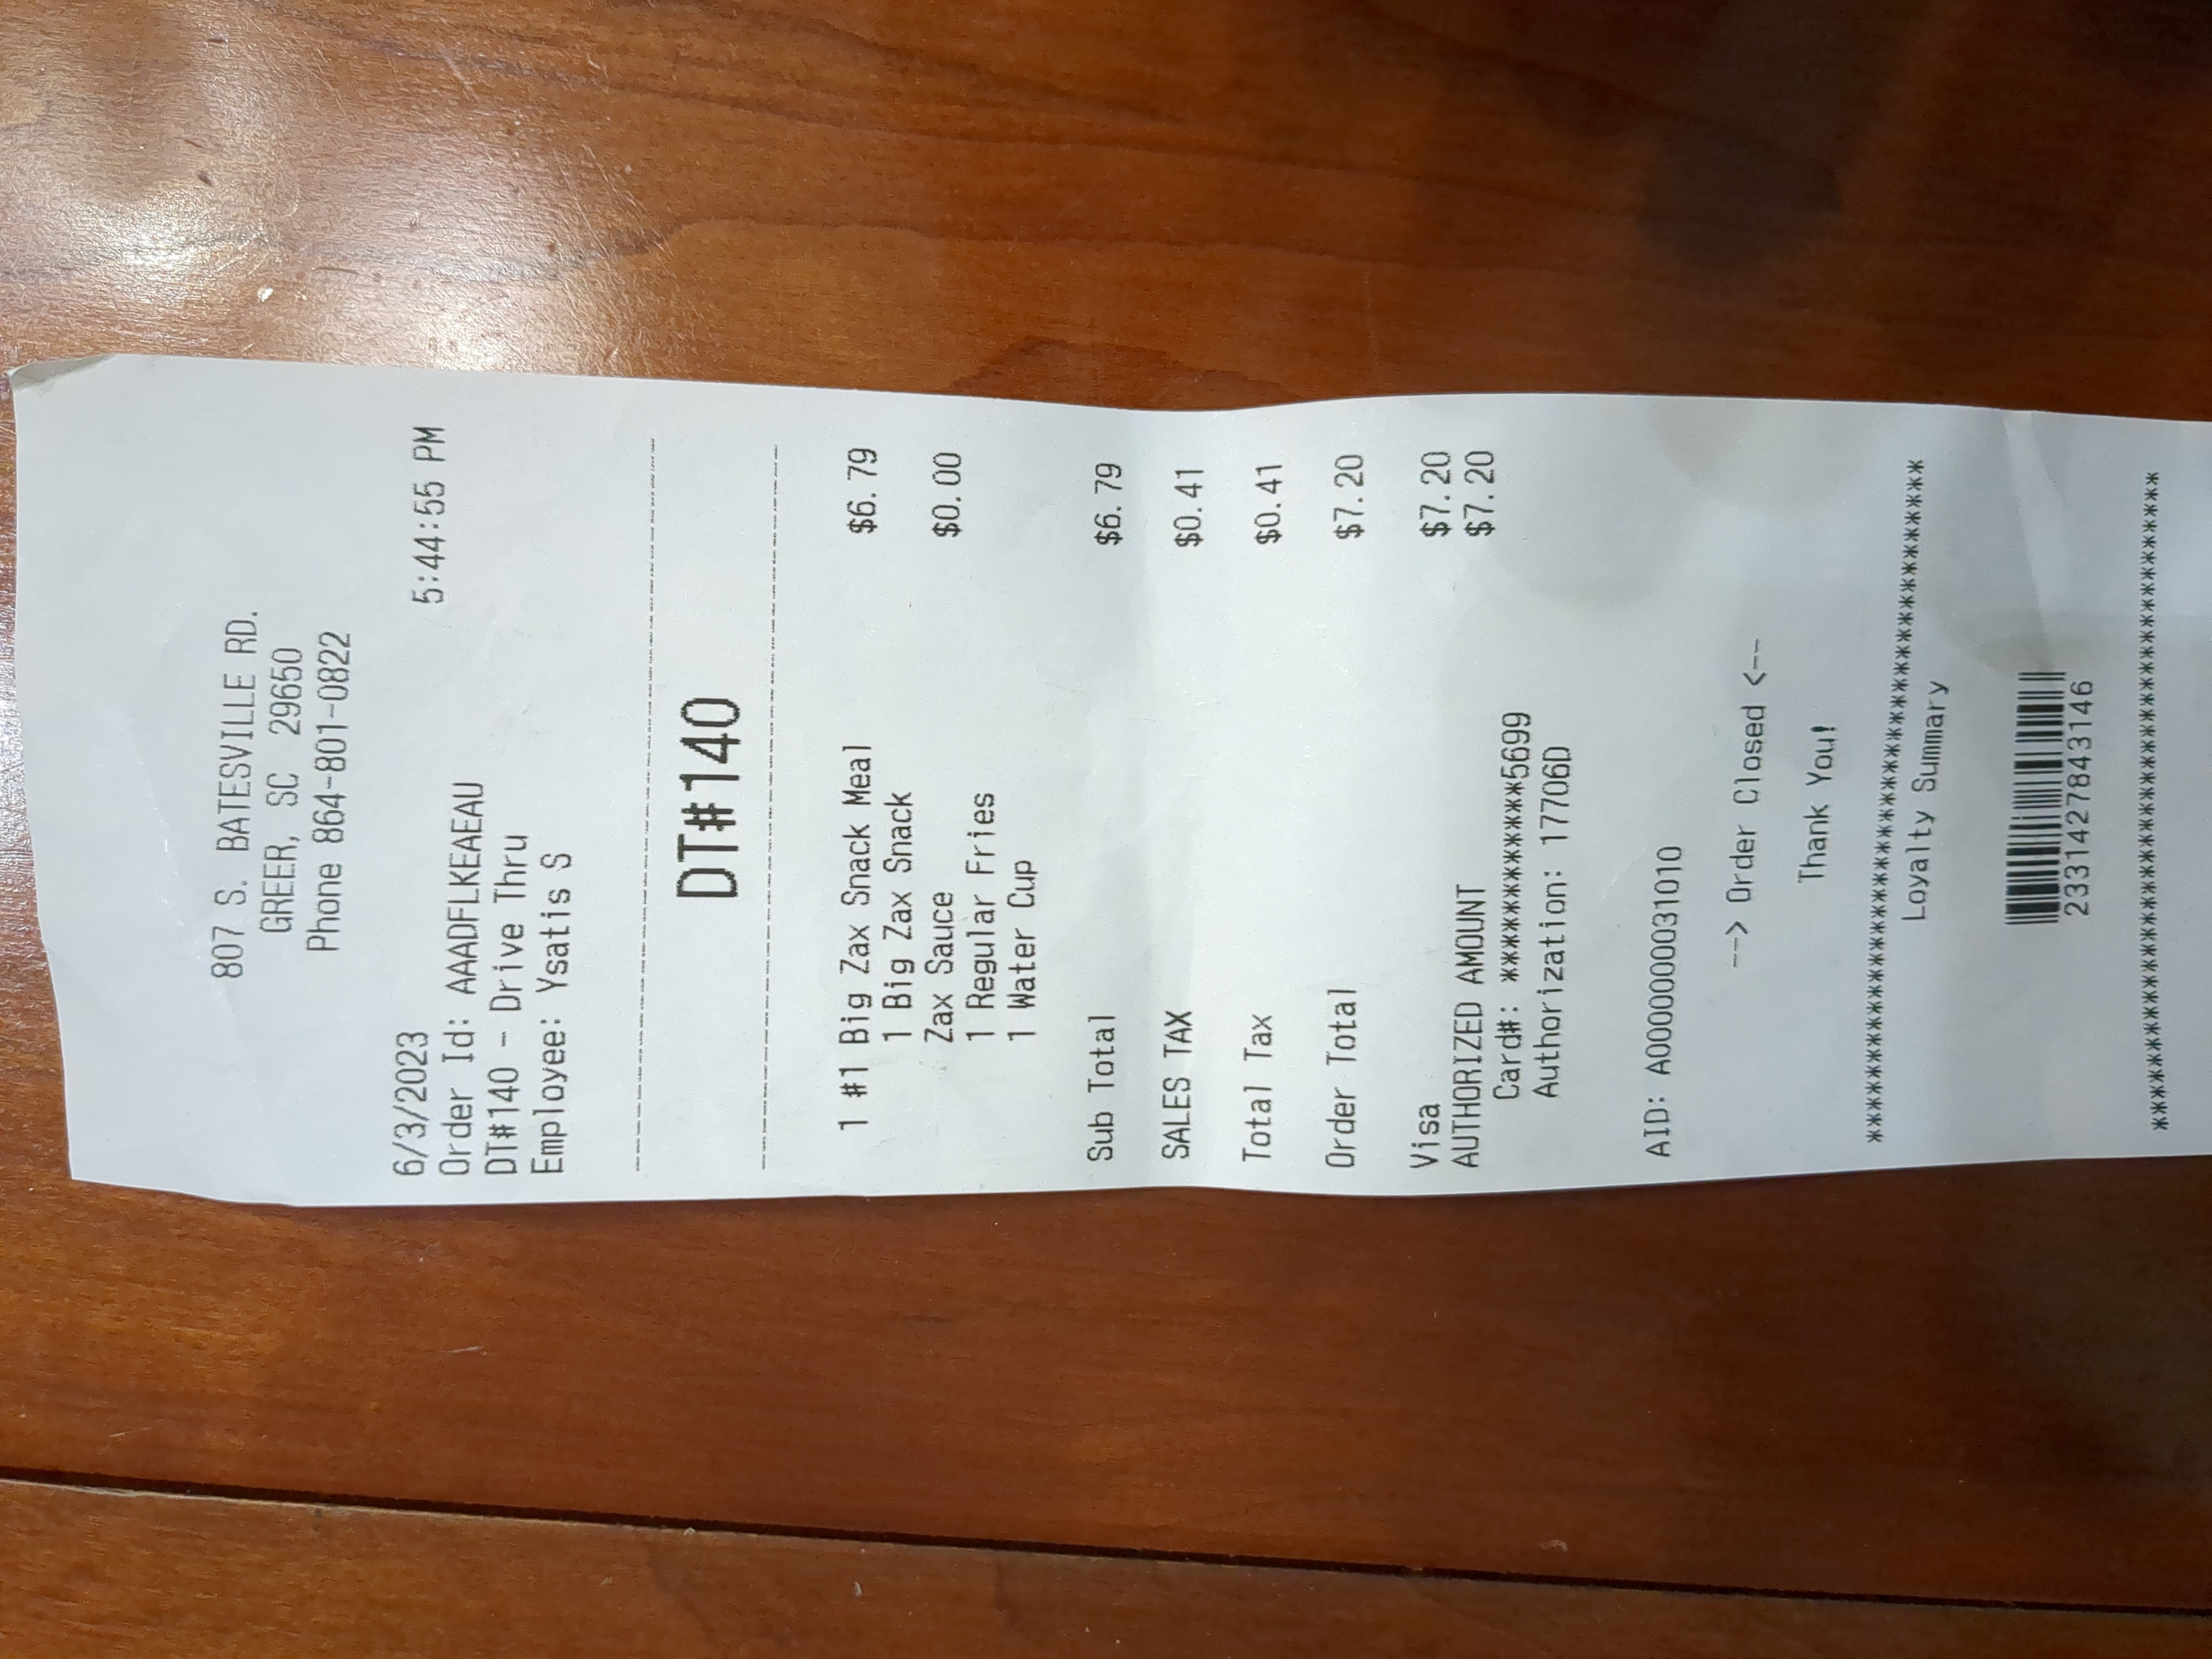 807 S. BATESVILLE RD.
GREER, SC 29650
Phone 864-801-0822
6/3/2023 5:44:55 PM
Order Id: AAADFLKEAEAU
DT#140 - Drive Thru
Employee: Ysatis S
DT#140
1 #1 Big Zax Snack Meal $6.79
1 Big Zax Snack
Zax Sauce $0.00
1 Regular Fries
1 Water Cup
Sub Total $6.79
SALES TAX $0.41
Total Tax $0.41
Order Total $7.20
Visa $7.20
AUTHORIZED AMOUNT $7.20
Card#: ************5699
Authorization: 17706D
AID: A0000000031010
--> Order Closed <--
Thank You!
******************************************
Loyalty Summary
2331427843146
******************************************